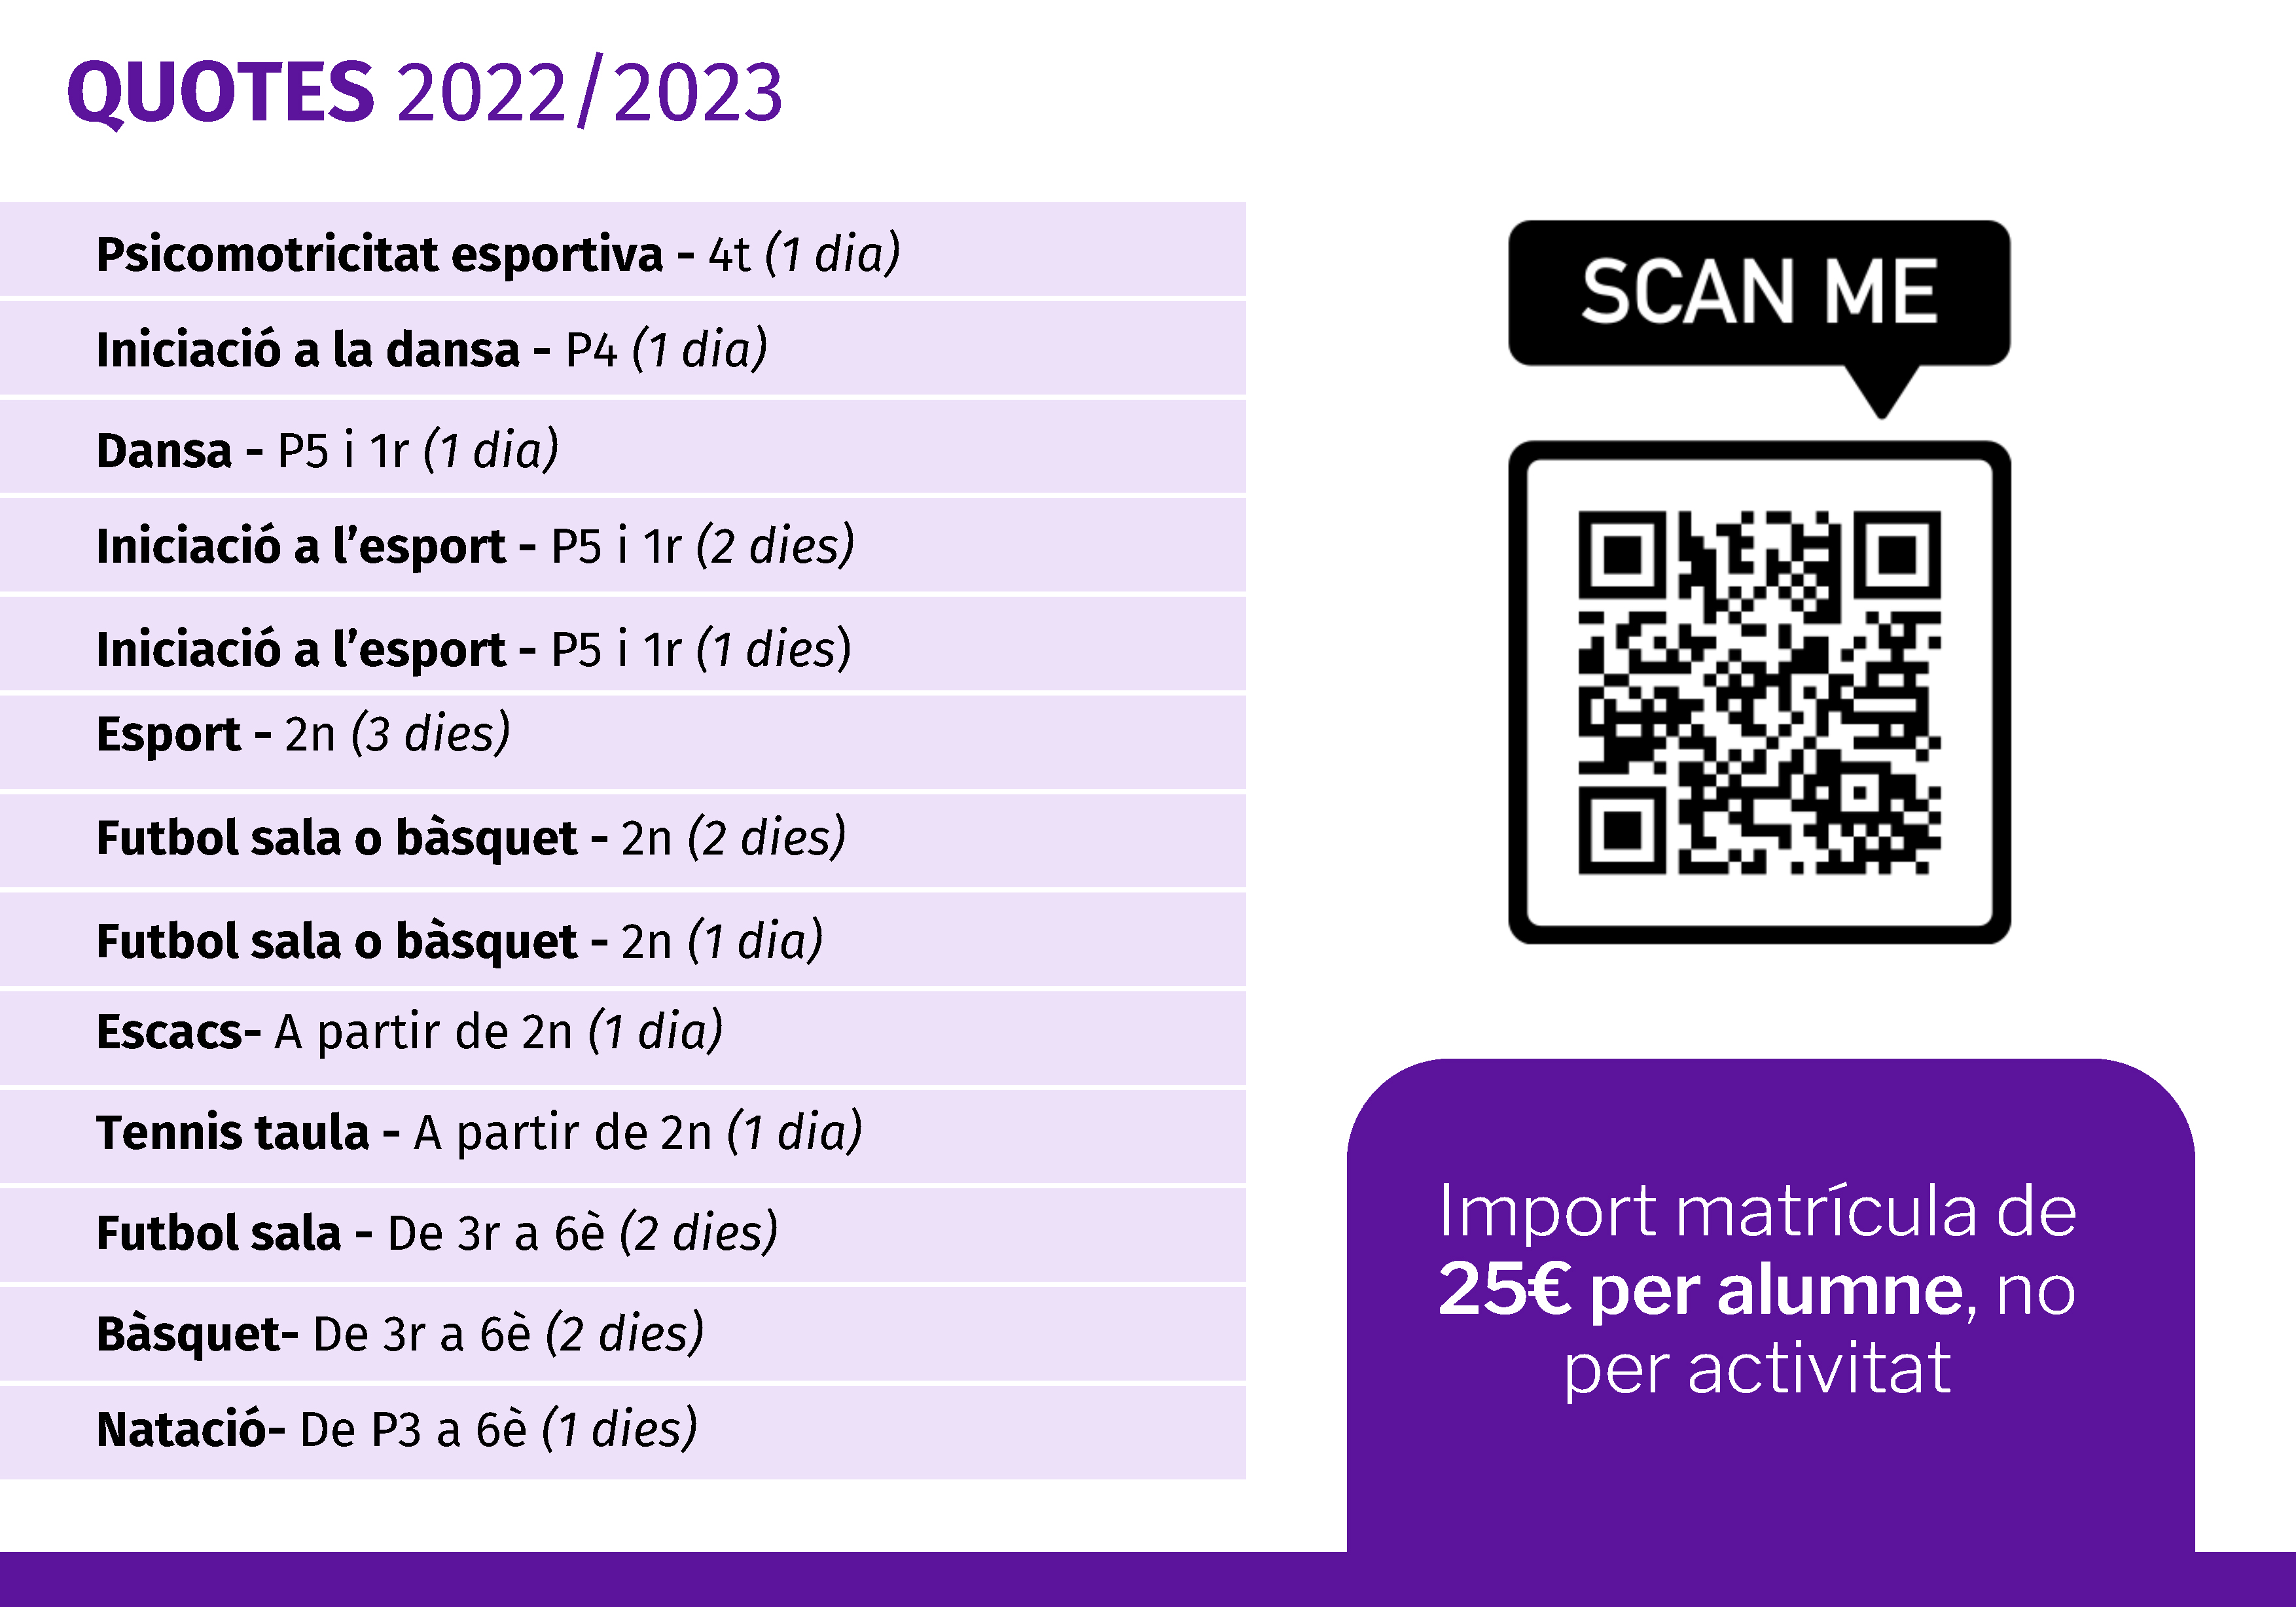 QUOTES 2022/2023
Psicomotricitat esportiva - 4t (1 dia)
Iniciació a la dansa - P4 (1 dia)
Dansa - P5 i 1r (1 dia)
Iniciació a l’esport - P5 i 1r (2 dies)
Iniciació a l’esport - P5 i 1r (1 dies)
Esport - 2n (3 dies)
Futbol sala o bàsquet - 2n (2 dies)
Futbol sala o bàsquet - 2n (1 dia)
Escacs- A partir de 2n (1 dia)
Tennis taula - A partir de 2n (1 dia)
Futbol sala - De 3r a 6è (2 dies)
Bàsquet- De 3r a 6è (2 dies)
Natació- De P3 a 6è (1 dies)
SCAN ME
Import matrícula de
25€ per alumne, no
per activitat